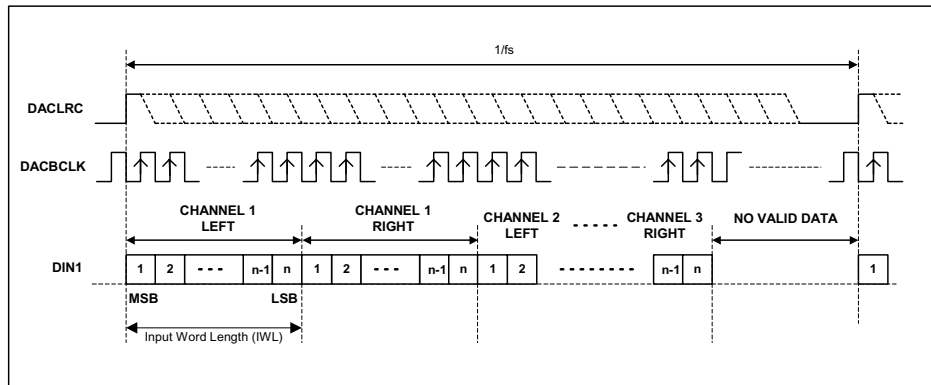 1/fs
DACLRC
DACBCLK
CHANNEL 1
LEFT
CHANNEL 1
RIGHT
CHANNEL 2
LEFT
CHANNEL 3
RIGHT
NO VALID DATA
DIN1
1 2 n-1 n 1 2 n-1 n 1 2 n-1 n 1
MSB LSB
Input Word Length (IWL)